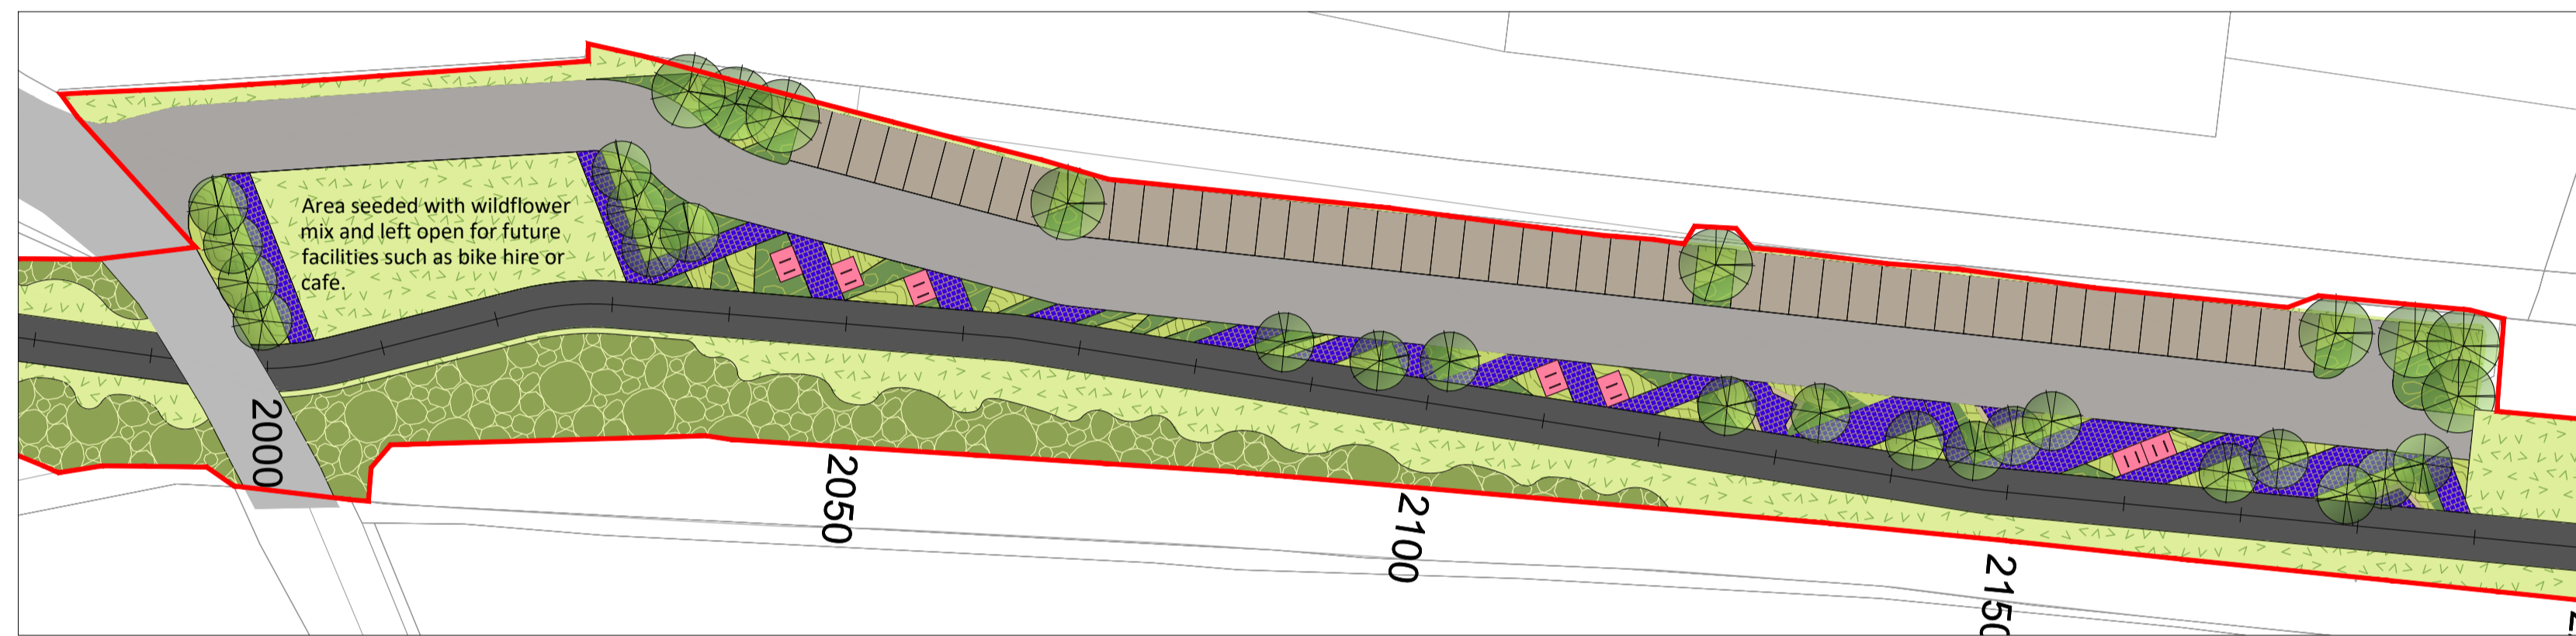 Area seeded with wildflower
mix and left open for future
facilities such as bike hire or
cafe.
2000
2050
2100
2150